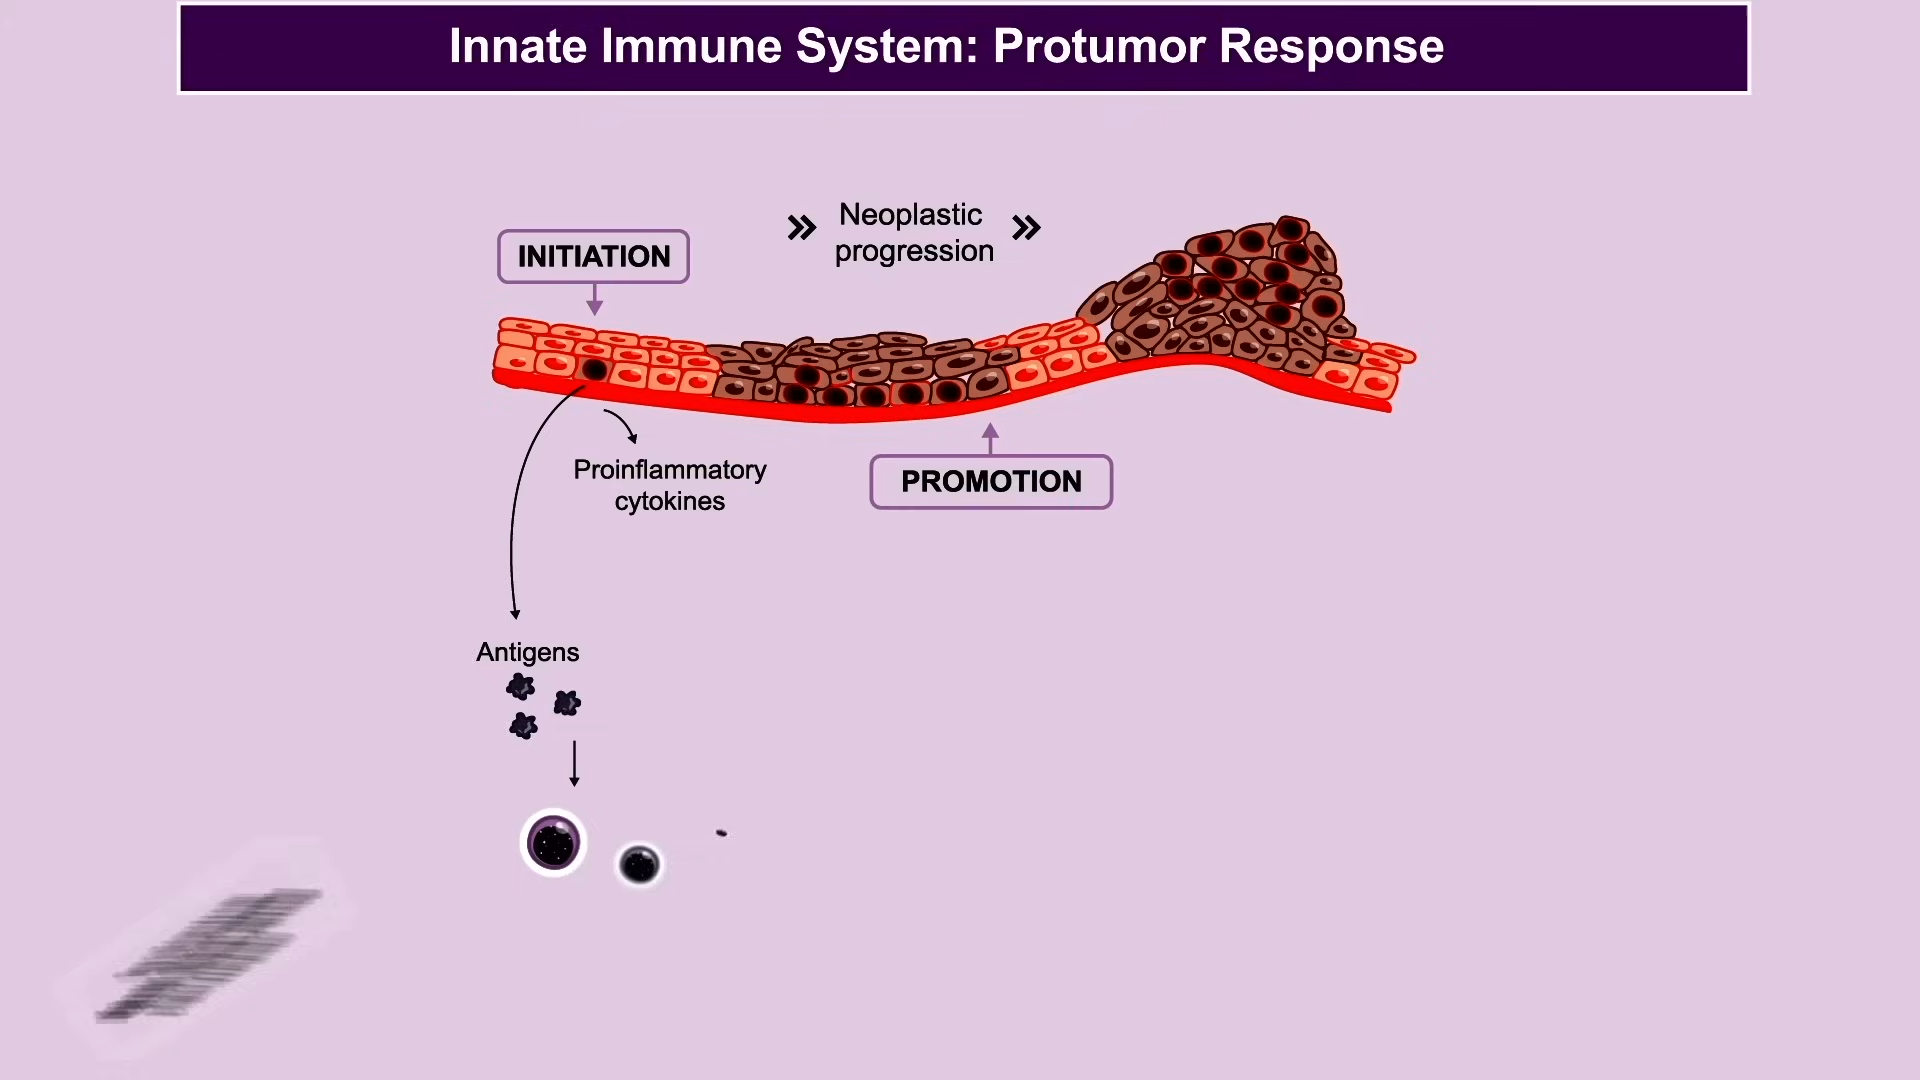 Innate Immune System: Protumor Response
Neoplastic
progression
INITIATION
Proinflammatory
cytokines
PROMOTION
Antigens